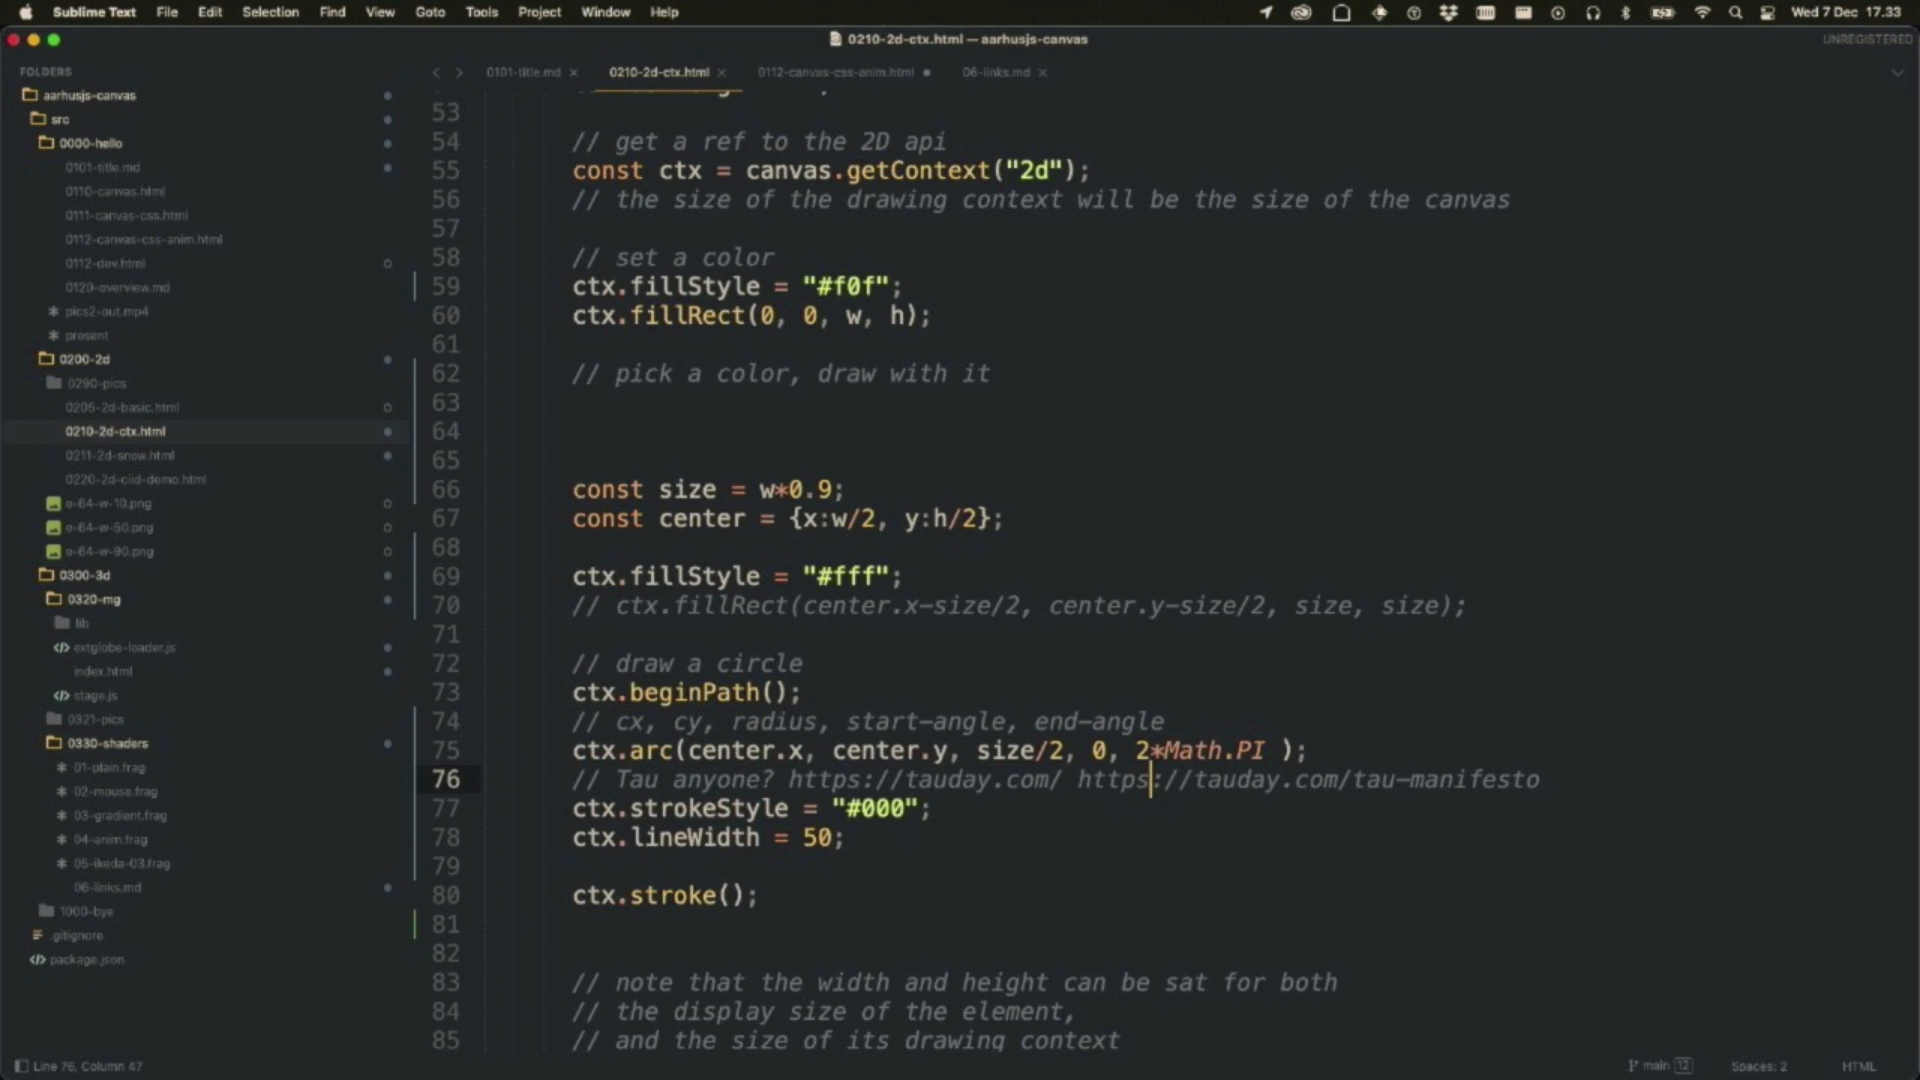 Sublime Text File Edit Selection Find View Goto Tools Project Window Help Wed 7 Dec 17.33
0210-2d-ctx.html — aarhusjs-canvas UNREGISTERED
FOLDERS
aarhusjs-canvas
src
0000-hello
0101-title.md
0110-canvas.html
0111-canvas-css.html
0112-canvas-css-anim.html
0112-dev.html
0120-overview.md
pics2-out.mp4
present
0200-2d
0290-pics
0205-2d-basic.html
0210-2d-ctx.html
0211-2d-snow.html
0220-2d-ciid-demo.html
e-64-w-10.png
e-64-w-50.png
e-64-w-90.png
0300-3d
0320-mg
lib
extglobe-loader.js
index.html
stage.js
0321-pics
0330-shaders
01-plain.frag
02-mouse.frag
03-gradient.frag
04-anim.frag
05-ikeda-03.frag
06-links.md
1000-bye
.gitignore
package.json
0101-title.md 0210-2d-ctx.html 0112-canvas-css-anim.html 06-links.md
53
54 // get a ref to the 2D api
55 const ctx = canvas.getContext("2d");
56 // the size of the drawing context will be the size of the canvas
57
58 // set a color
59 ctx.fillStyle = "#f0f";
60 ctx.fillRect(0, 0, w, h);
61
62 // pick a color, draw with it
63
64
65
66 const size = w*0.9;
67 const center = {x:w/2, y:h/2};
68
69 ctx.fillStyle = "#fff";
70 // ctx.fillRect(center.x-size/2, center.y-size/2, size, size);
71
72 // draw a circle
73 ctx.beginPath();
74 // cx, cy, radius, start-angle, end-angle
75 ctx.arc(center.x, center.y, size/2, 0, 2*Math.PI );
76 // Tau anyone? https://tauday.com/ https://tauday.com/tau-manifesto
77 ctx.strokeStyle = "#000";
78 ctx.lineWidth = 50;
79
80 ctx.stroke();
81
82
83 // note that the width and height can be sat for both
84 // the display size of the element,
85 // and the size of its drawing context
Line 76, Column 47 main 12 Spaces: 2 HTML